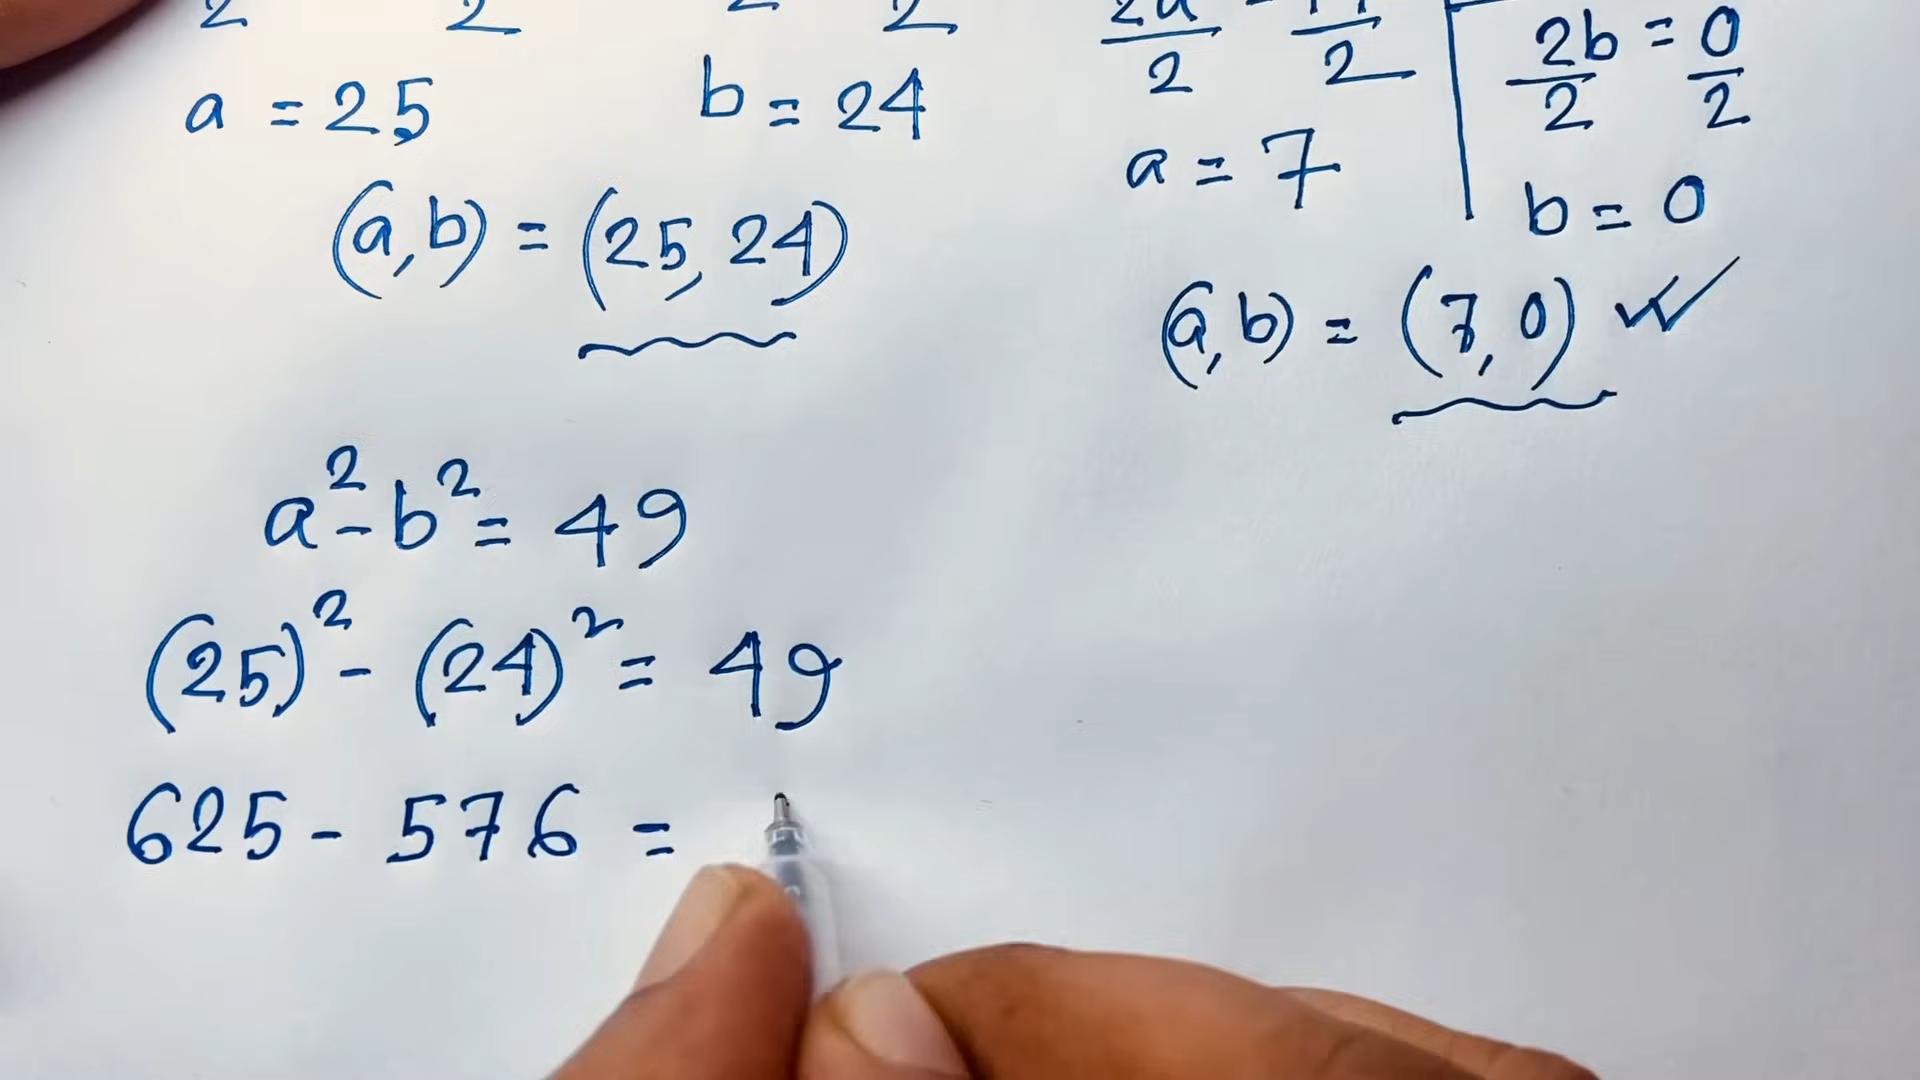 a = 25
b = 24
(a,b) = (25, 24)
2
2b = 0
2 2
a = 7
b = 0
(a,b) = (7, 0)
a² - b² = 49
(25)² - (24)² = 49
625 - 576 =